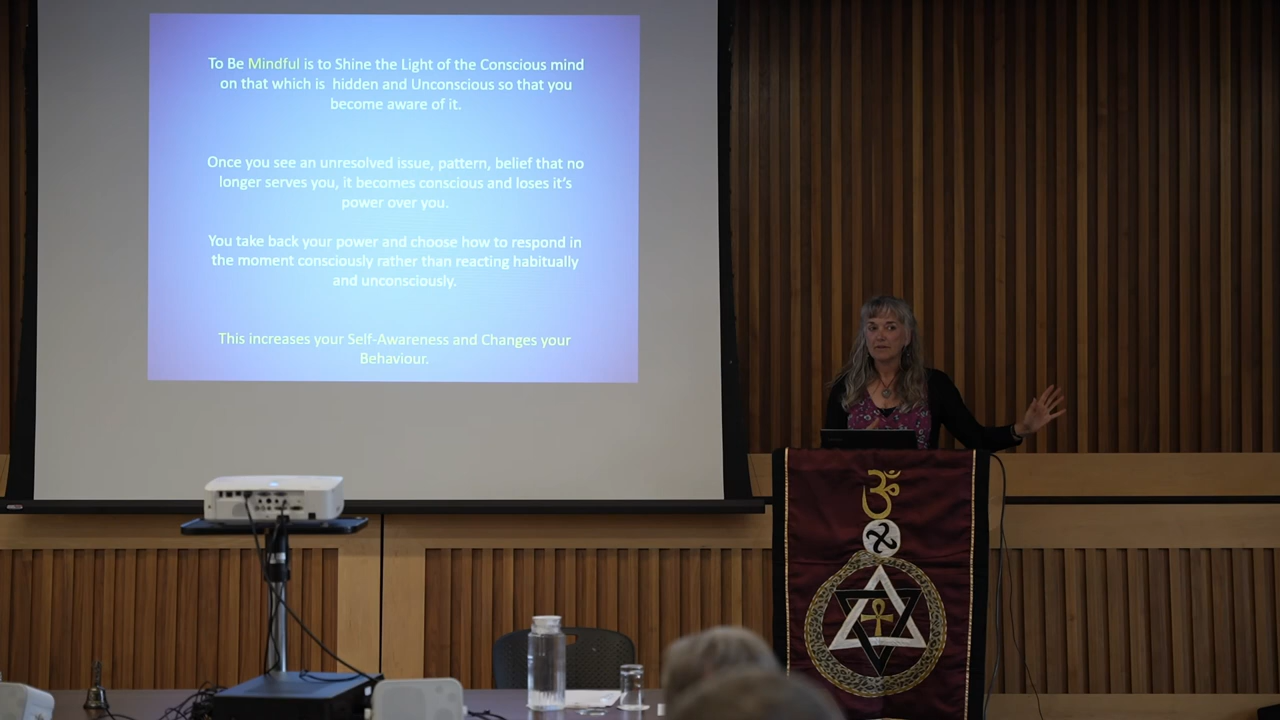 To Be Mindful is to Shine the Light of the Conscious mind
on that which is hidden and Unconscious so that you
become aware of it.
Once you see an unresolved issue, pattern, belief that no
longer serves you, it becomes conscious and loses it's
power over you.
You take back your power and choose how to respond in
the moment consciously rather than reacting habitually
and unconsciously.
This increases your Self-Awareness and Changes your
Behaviour.
ॐ